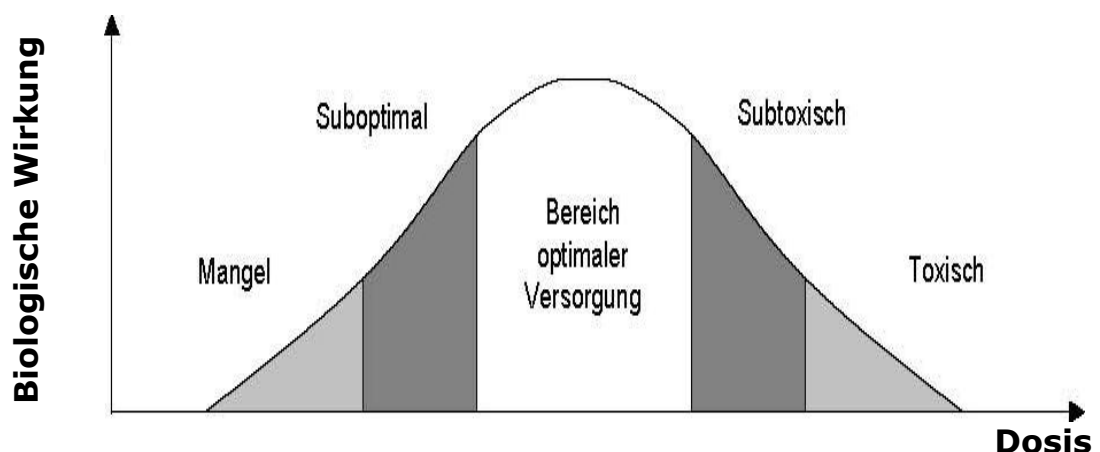 Biologische Wirkung
Suboptimal
Subtoxisch
Bereich
optimaler
Versorgung
Mangel
Toxisch
Dosis